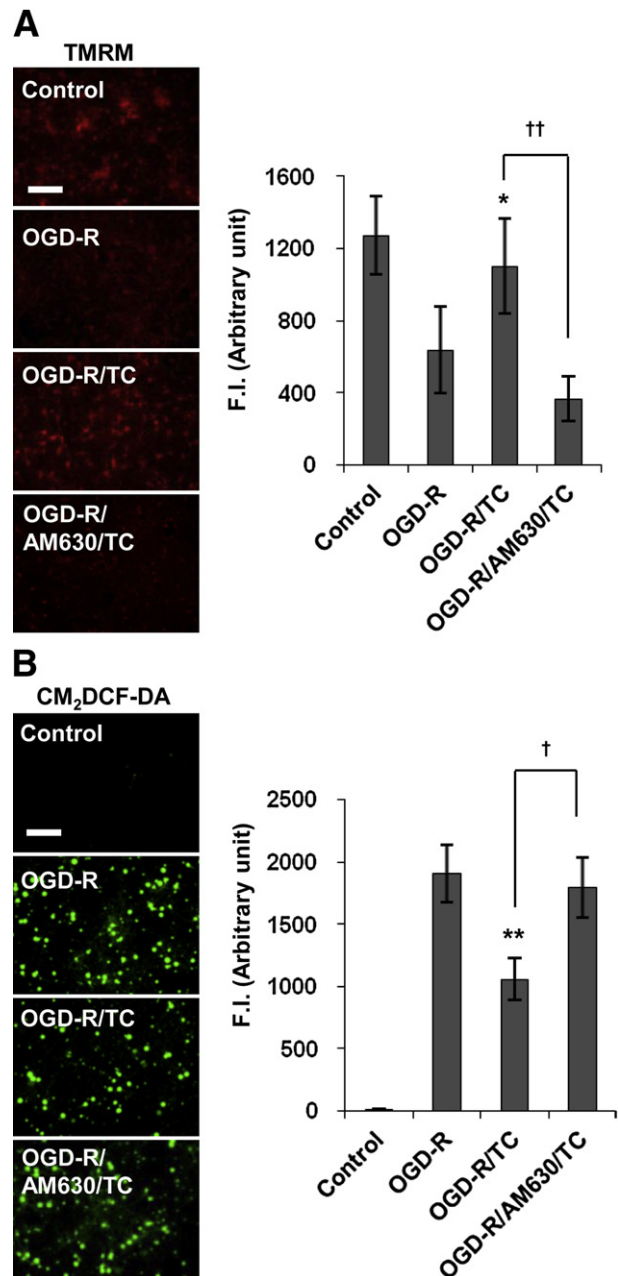 A
TMRM
Control
OGD-R
OGD-R/TC
OGD-R/
AM630/TC
††
*
F.I. (Arbitrary unit)
1600
1200
800
400
0
Control
OGD-R
OGD-R/TC
OGD-R/AM630/TC
B
CM₂DCF-DA
Control
OGD-R
OGD-R/TC
OGD-R/
AM630/TC
†
**
F.I. (Arbitrary unit)
2500
2000
1500
1000
500
0
Control
OGD-R
OGD-R/TC
OGD-R/AM630/TC